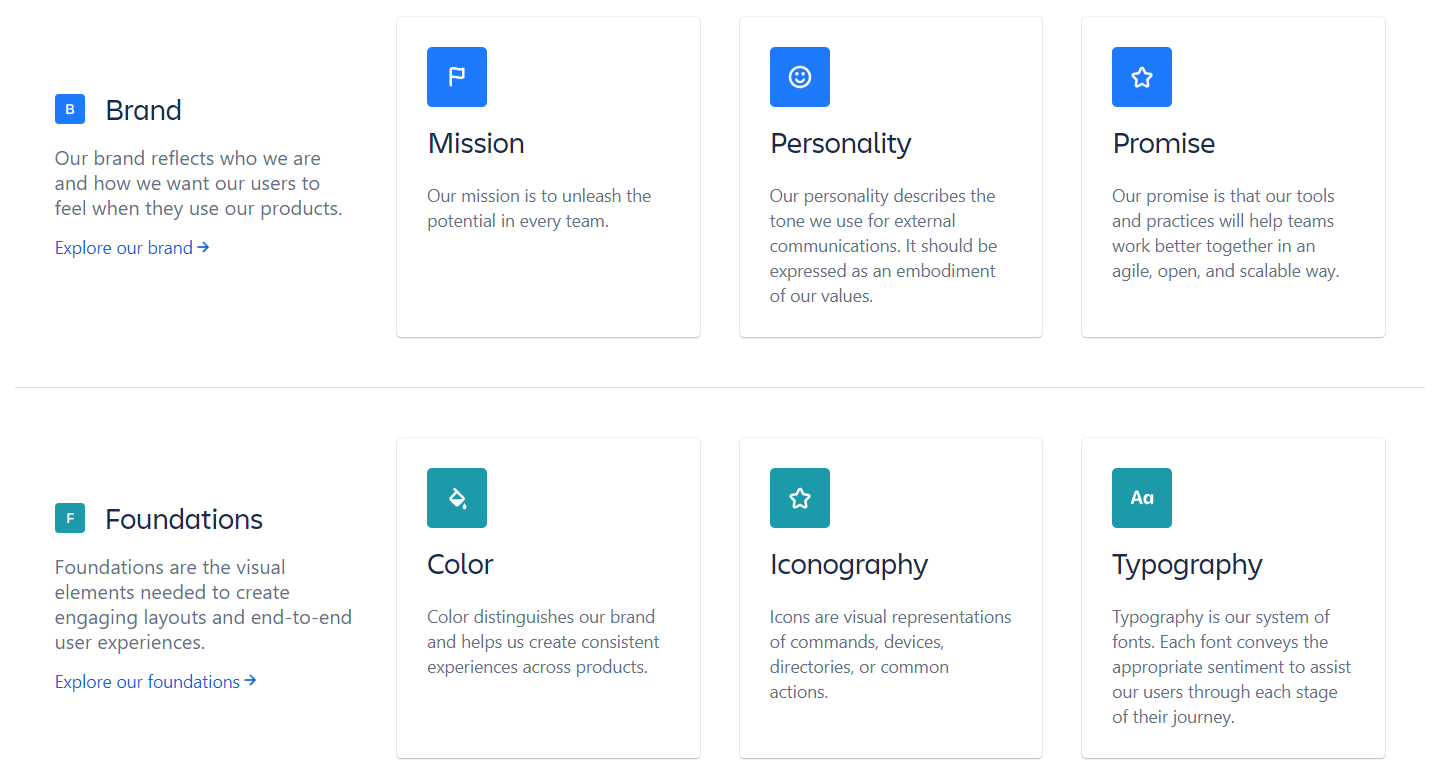 B
Brand
Our brand reflects who we are
and how we want our users to
feel when they use our products.
Explore our brand →
Mission
Our mission is to unleash the
potential in every team.
Personality
Our personality describes the
tone we use for external
communications. It should be
expressed as an embodiment
of our values.
Promise
Our promise is that our tools
and practices will help teams
work better together in an
agile, open, and scalable way.
F
Foundations
Foundations are the visual
elements needed to create
engaging layouts and end-to-end
user experiences.
Explore our foundations →
Color
Color distinguishes our brand
and helps us create consistent
experiences across products.
Iconography
Icons are visual representations
of commands, devices,
directories, or common
actions.
Aa
Typography
Typography is our system of
fonts. Each font conveys the
appropriate sentiment to assist
our users through each stage
of their journey.